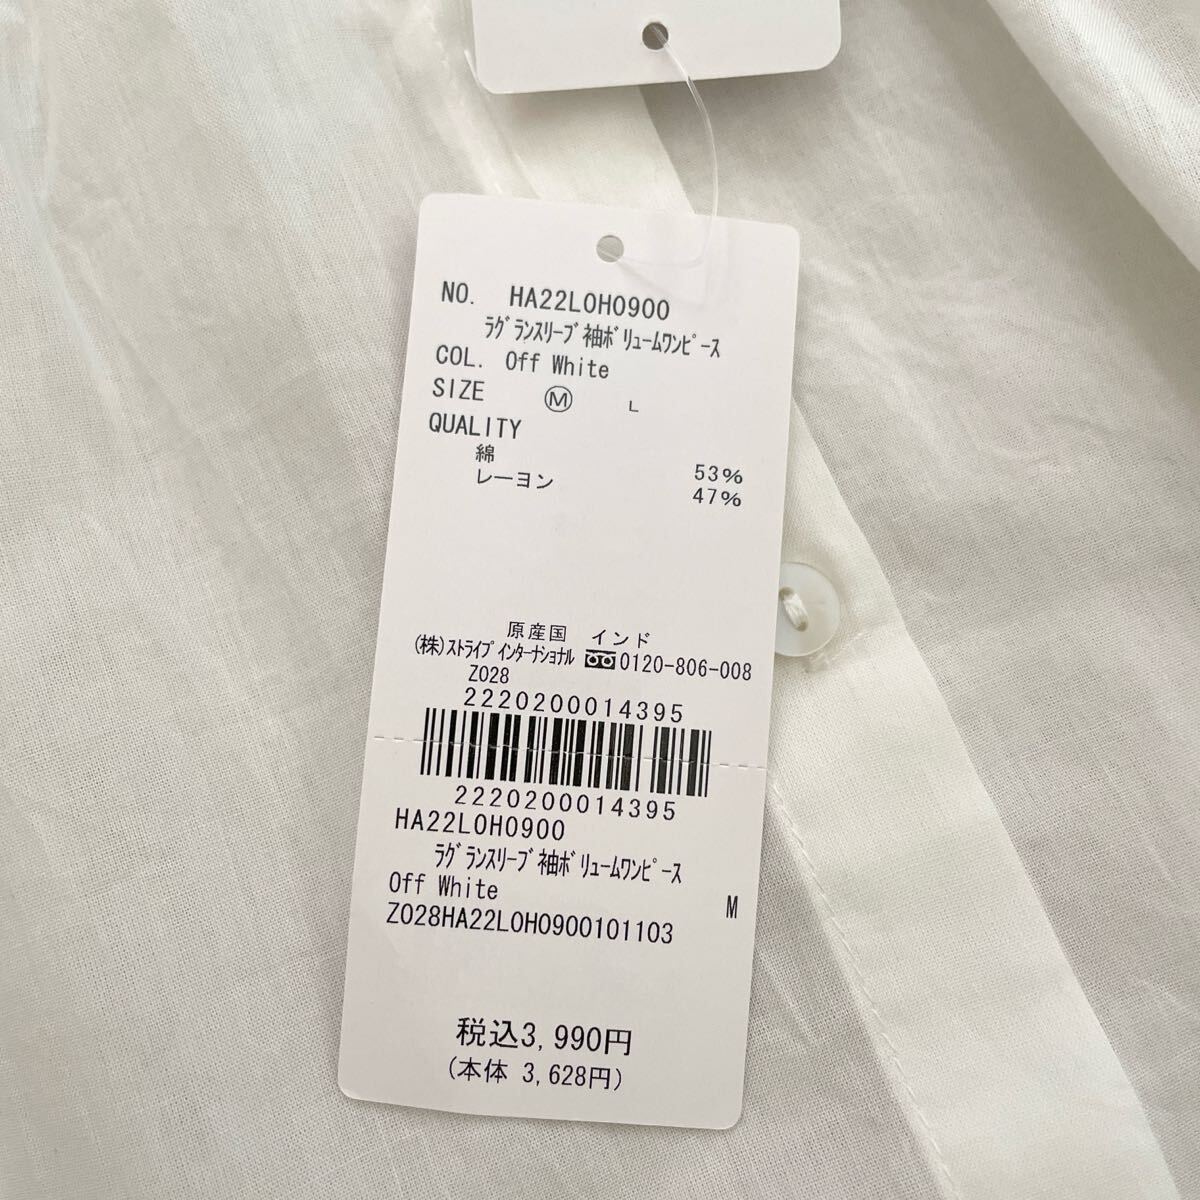 NO. HA22L0H0900
ラグランスリーブ袖ボリュームワンピース
COL. Off White
SIZE Ⓜ L
QUALITY
綿 53%
レーヨン 47%
原産国 インド
(株)ストライプインターナショナル 0120-806-008
Z028
2220200014395
2220200014395
HA22L0H0900
ラグランスリーブ袖ボリュームワンピース
Off White M
Z028HA22L0H0900101103
税込3,990円
(本体 3,628円)